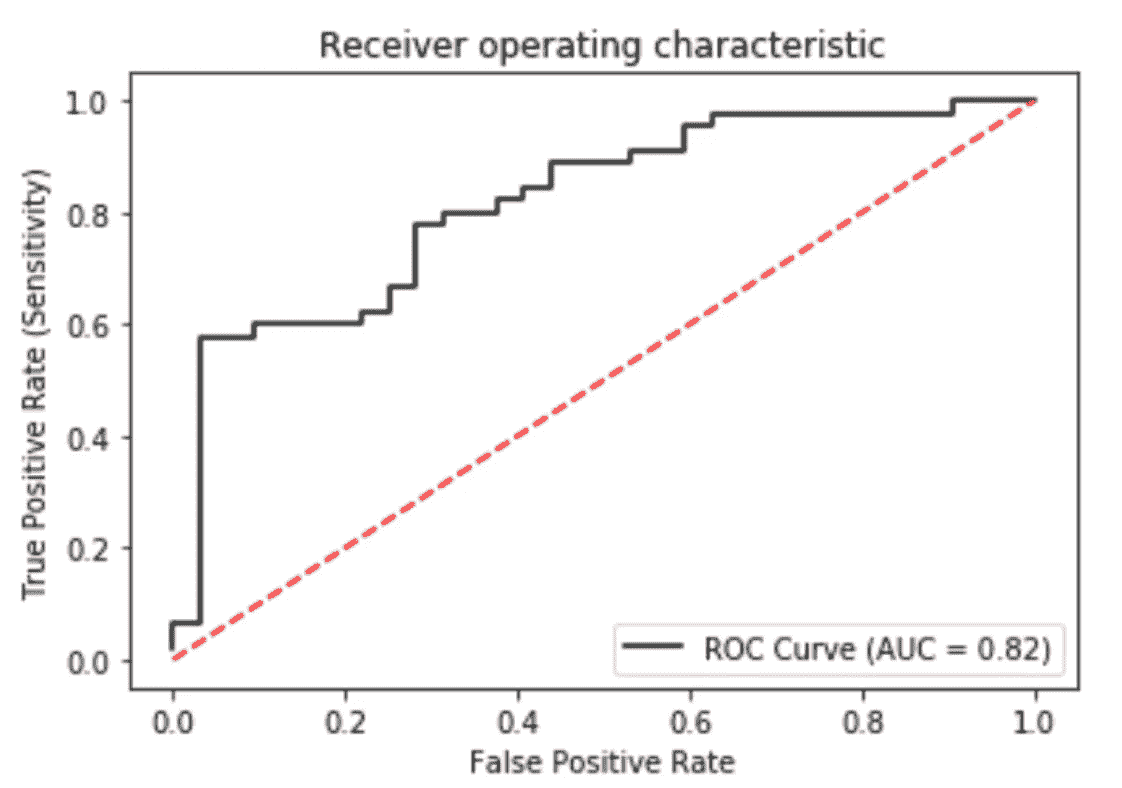 Receiver operating characteristic
True Positive Rate (Sensitivity)
1.0
0.8
0.6
0.4
0.2
0.0
ROC Curve (AUC = 0.82)
0.0 0.2 0.4 0.6 0.8 1.0
False Positive Rate